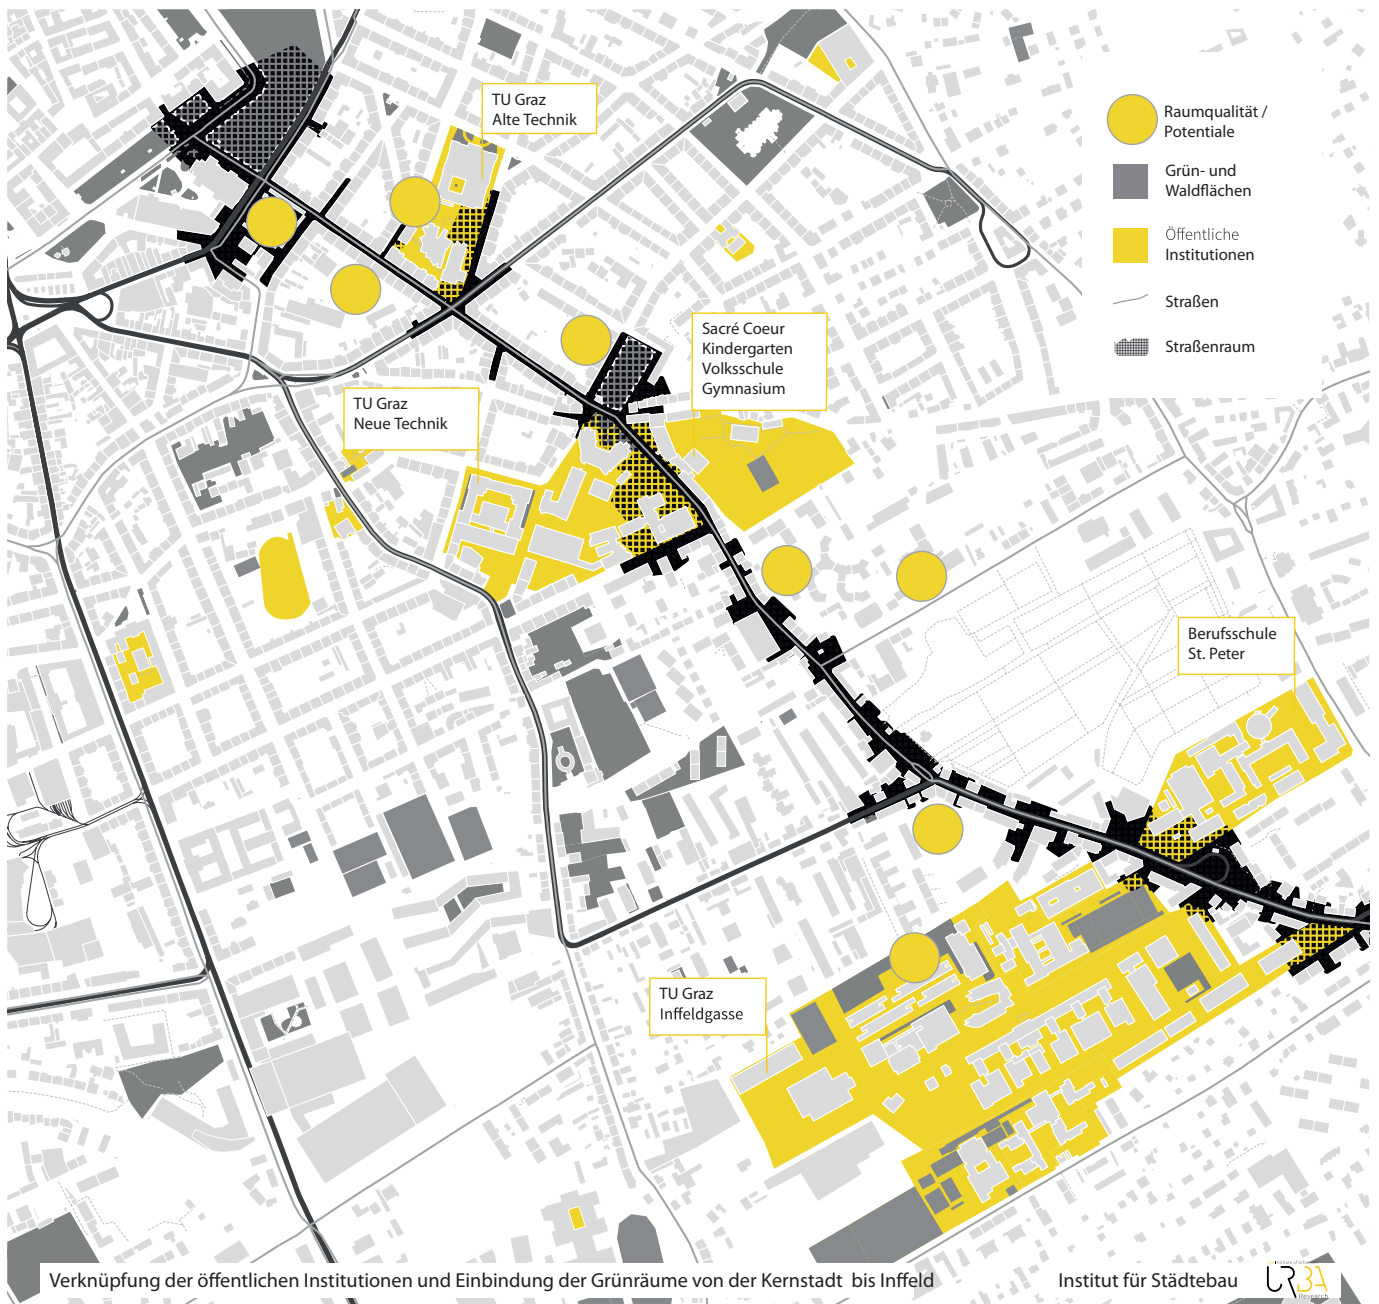 TU Graz
Alte Technik
Raumqualität /
Potentiale
Grün- und
Waldflächen
Öffentliche
Institutionen
Straßen
Straßenraum
Sacré Coeur
Kindergarten
Volksschule
Gymnasium
TU Graz
Neue Technik
Berufsschule
St. Peter
TU Graz
Inffeldgasse
Verknüpfung der öffentlichen Institutionen und Einbindung der Grünräume von der Kernstadt bis Inffeld
Institut für Städtebau
URBA
Research